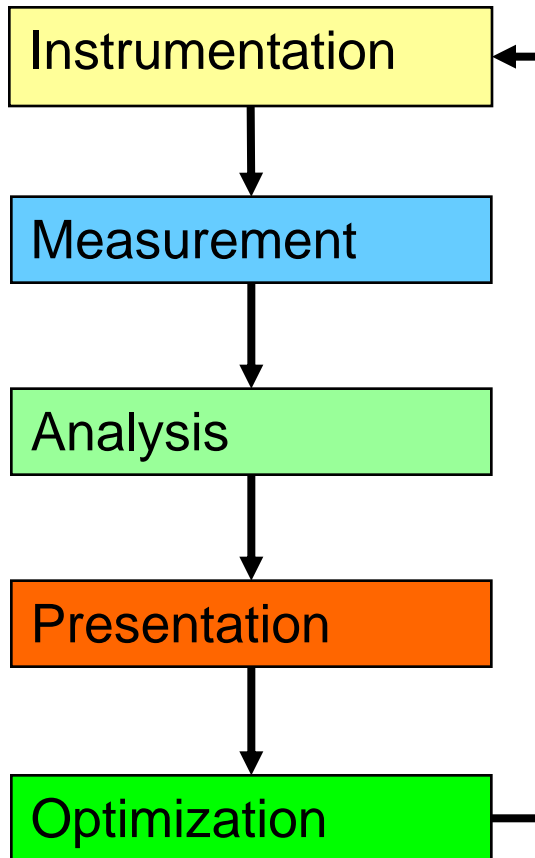 Instrumentation
Measurement
Analysis
Presentation
Optimization